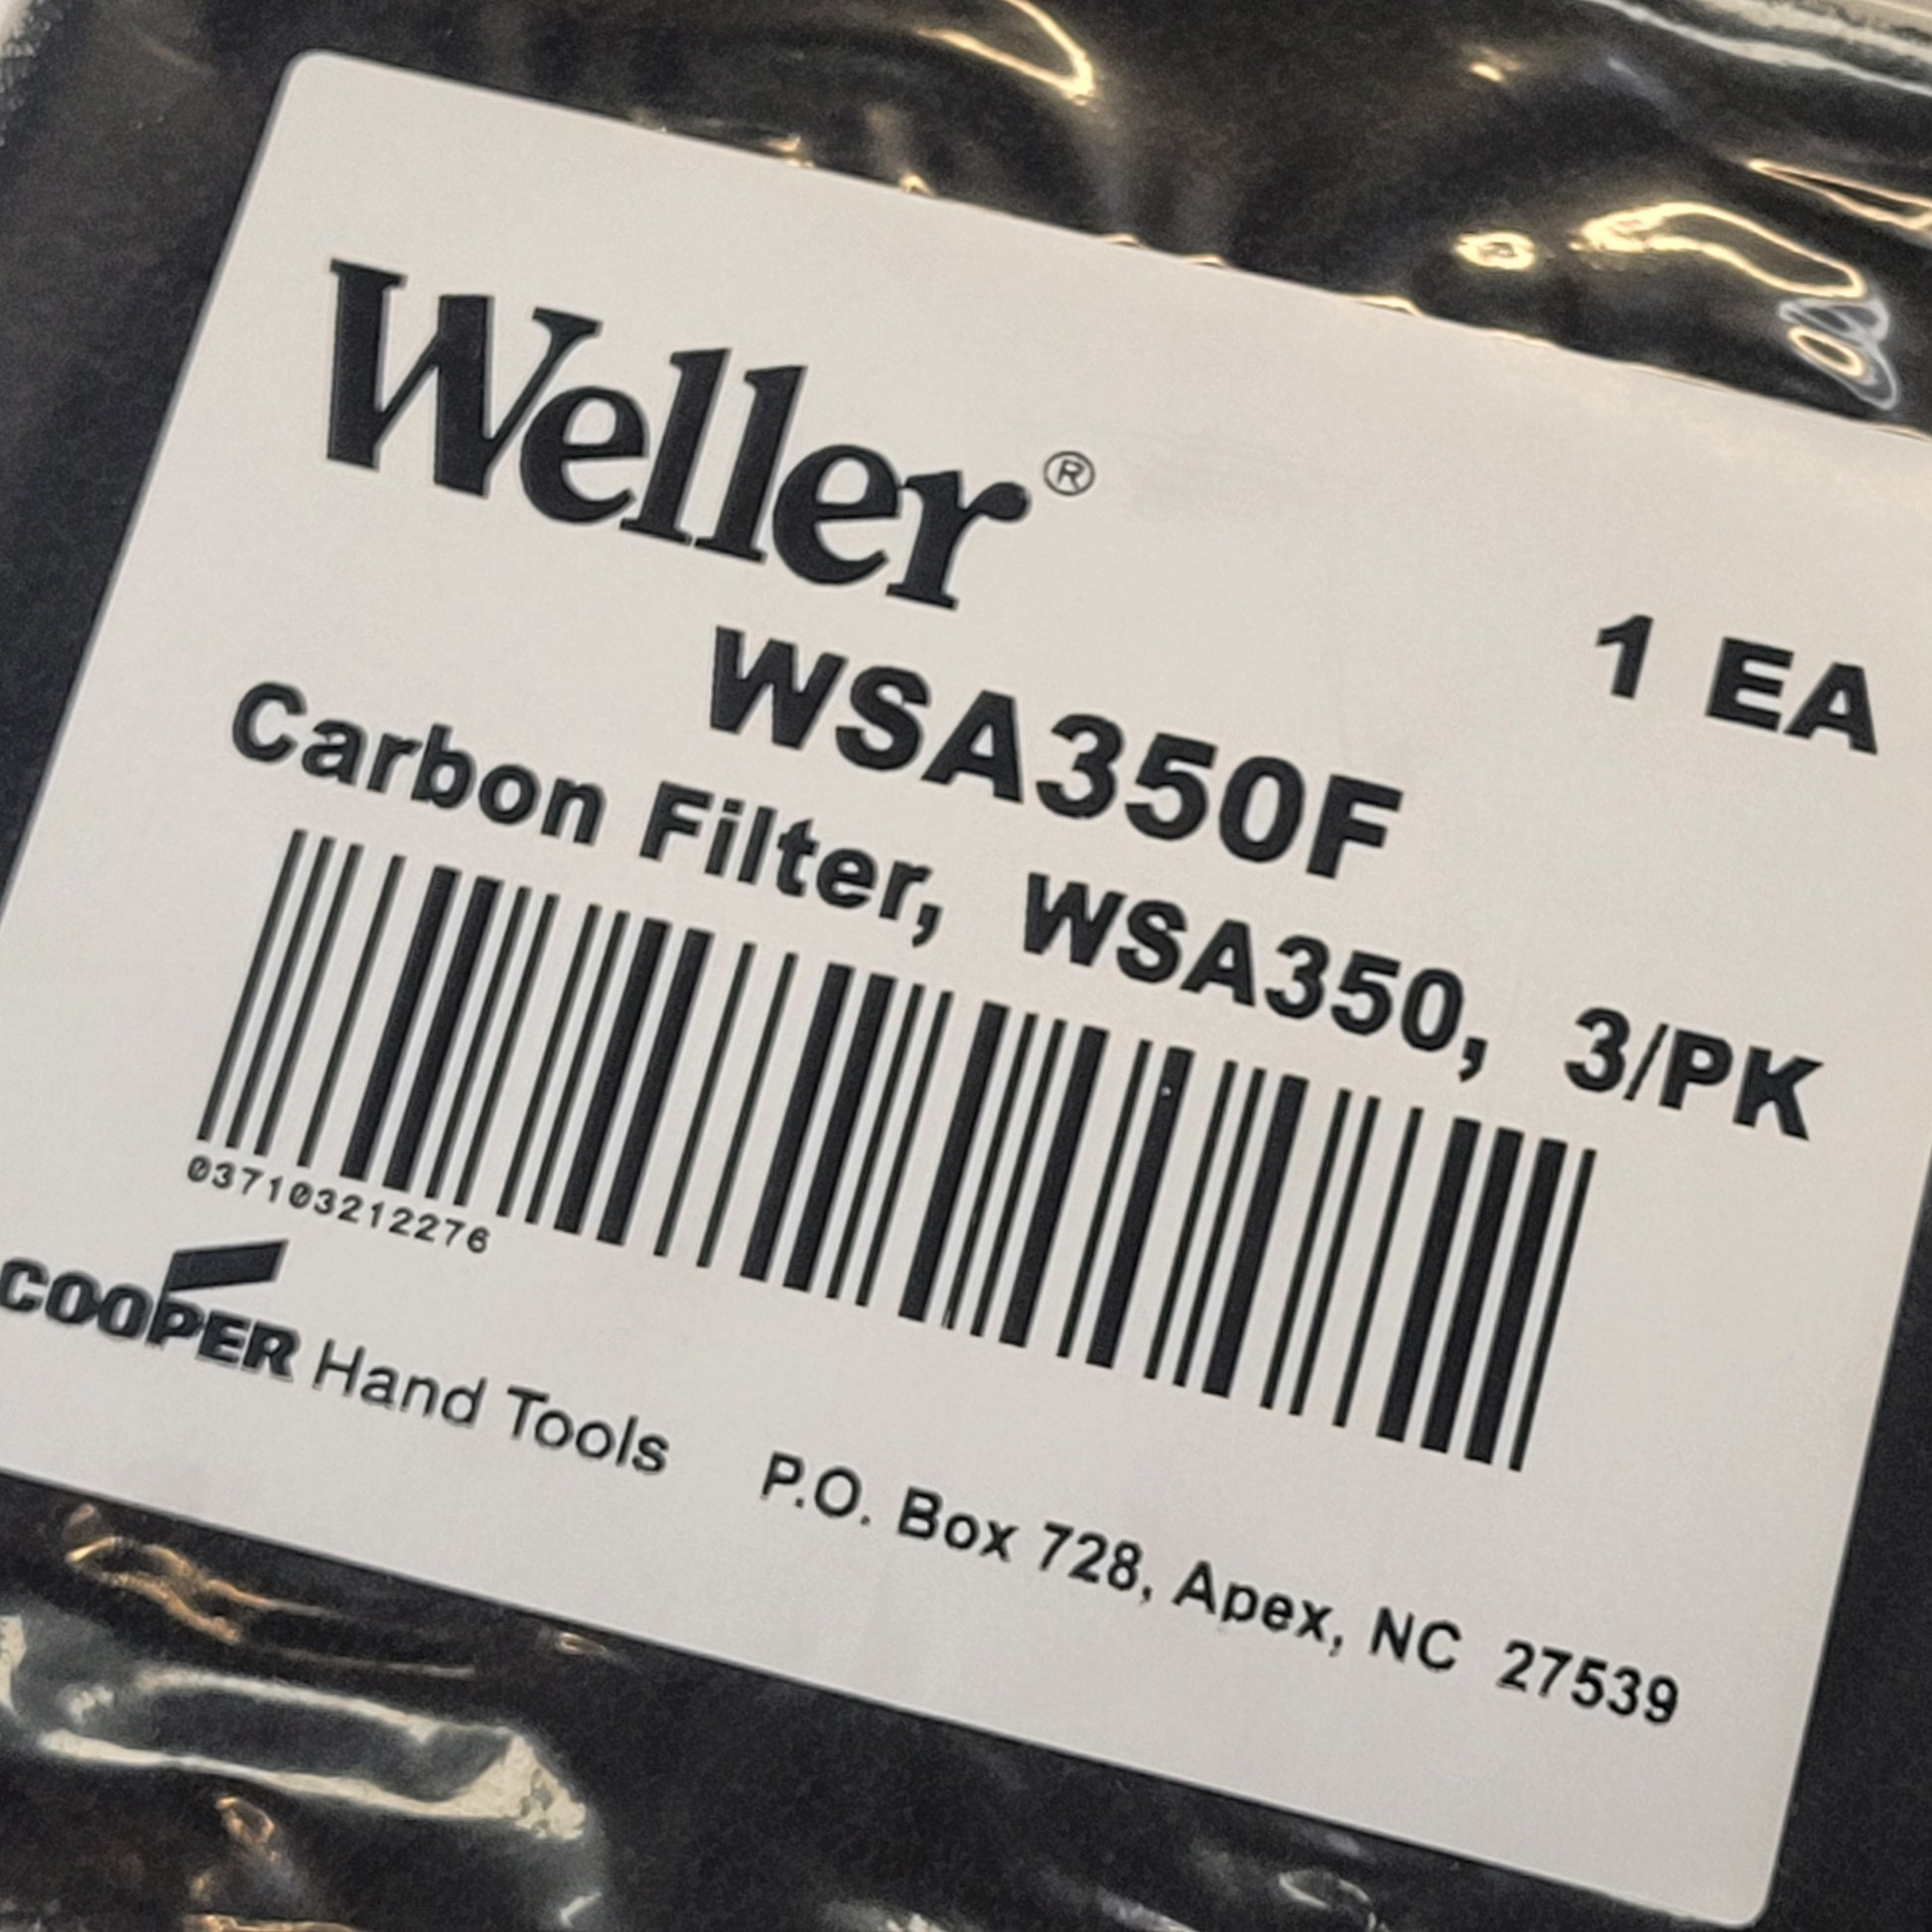 Weller®
1 EA
WSA350F
Carbon Filter, WSA350, 3/PK
037103212276
COOPER Hand Tools P.O. Box 728, Apex, NC 27539